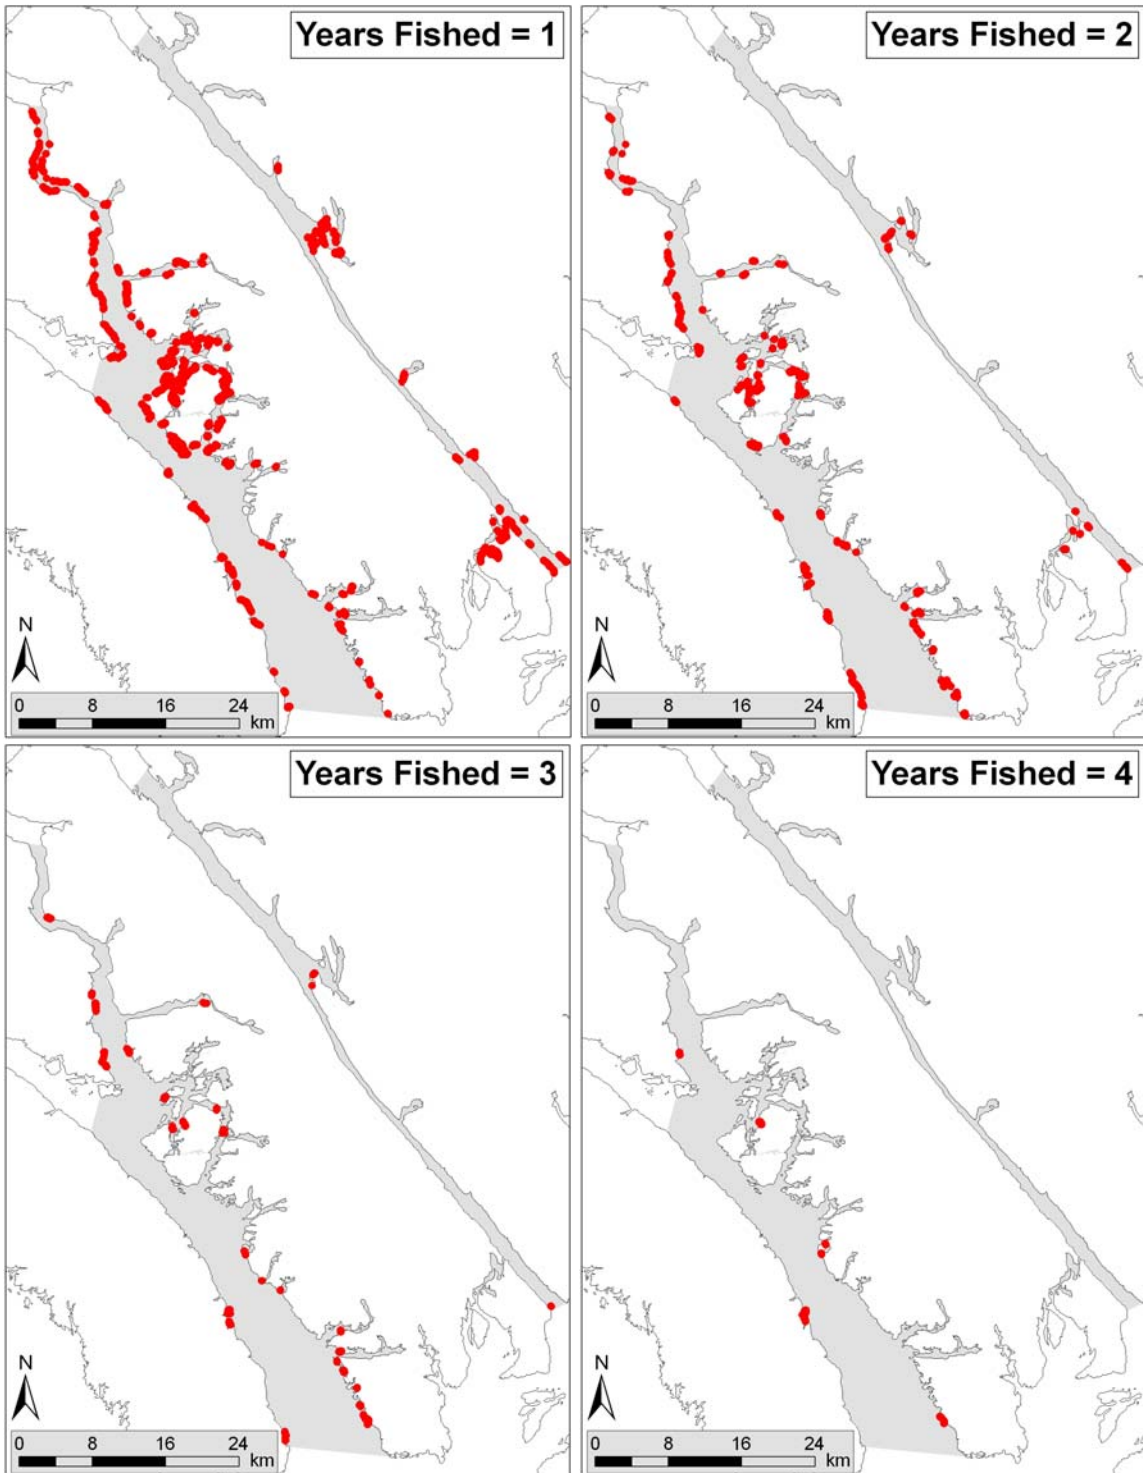 Years Fished = 1
N
0 8 16 24
km
Years Fished = 2
N
0 8 16 24
km
Years Fished = 3
N
0 8 16 24
km
Years Fished = 4
N
0 8 16 24
km